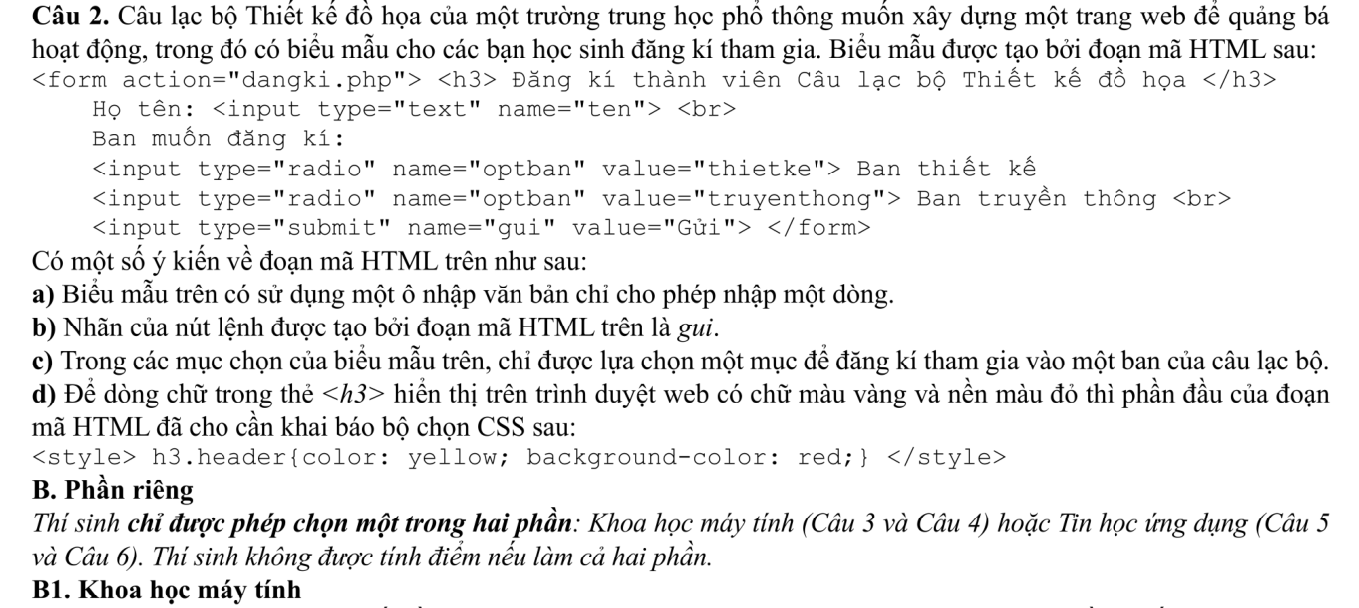 Câu 2. Câu lạc bộ Thiết kế đồ họa của một trường trung học phổ thông muốn xây dựng một trang web để quảng bá
hoạt động, trong đó có biểu mẫu cho các bạn học sinh đăng kí tham gia. Biểu mẫu được tạo bởi đoạn mã HTML sau:
<form action="dangki.php"> <h3> Đăng kí thành viên Câu lạc bộ Thiết kế đồ họa </h3>
Họ tên: <input type="text" name="ten"> <br>
Ban muốn đăng kí:
<input type="radio" name="optban" value="thietke"> Ban thiết kế
<input type="radio" name="optban" value="truyenthong"> Ban truyền thông <br>
<input type="submit" name="gui" value="Gửi"> </form>
Có một số ý kiến về đoạn mã HTML trên như sau:
a) Biểu mẫu trên có sử dụng một ô nhập văn bản chỉ cho phép nhập một dòng.
b) Nhãn của nút lệnh được tạo bởi đoạn mã HTML trên là gui.
c) Trong các mục chọn của biểu mẫu trên, chỉ được lựa chọn một mục để đăng kí tham gia vào một ban của câu lạc bộ.
d) Để dòng chữ trong thẻ <h3> hiển thị trên trình duyệt web có chữ màu vàng và nền màu đỏ thì phần đầu của đoạn
mã HTML đã cho cần khai báo bộ chọn CSS sau:
<style> h3.header{color: yellow; background-color: red;} </style>
B. Phần riêng
Thí sinh chỉ được phép chọn một trong hai phần: Khoa học máy tính (Câu 3 và Câu 4) hoặc Tin học ứng dụng (Câu 5
và Câu 6). Thí sinh không được tính điểm nếu làm cả hai phần.
B1. Khoa học máy tính